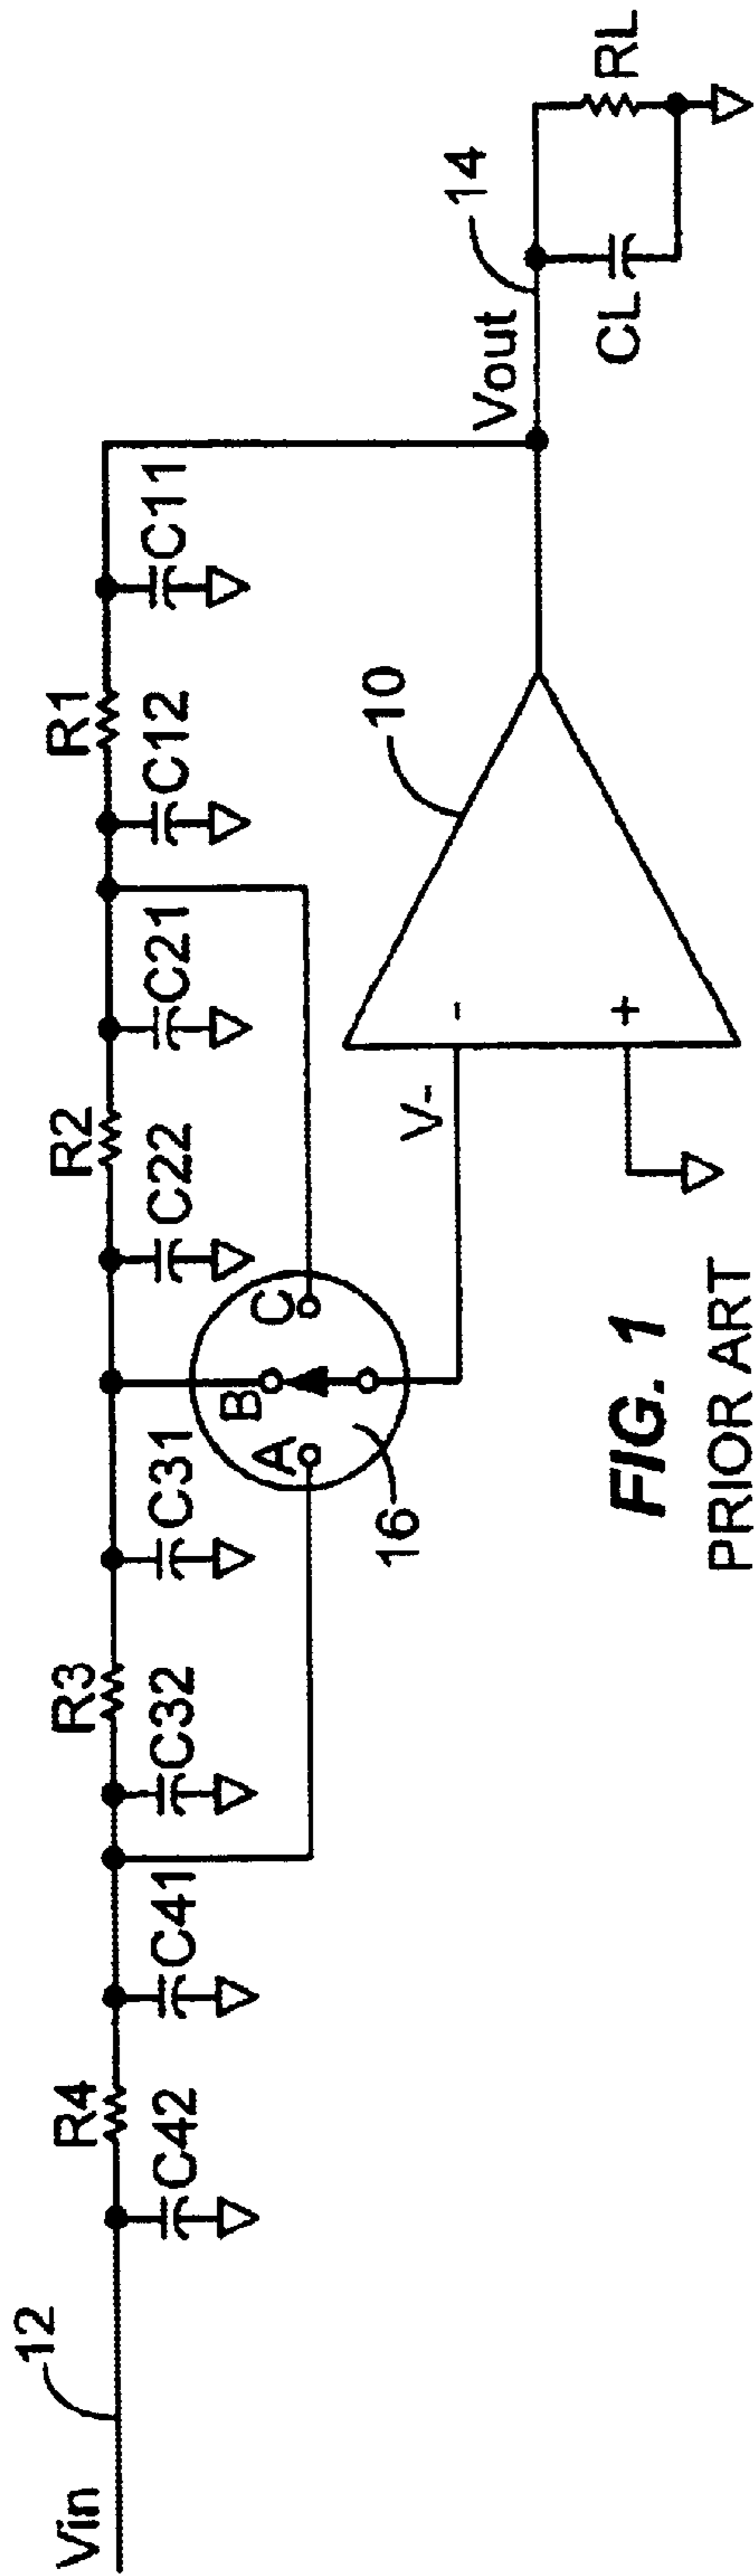 Vin
12
R4
C42
C41
R3
C32
C31
R2
C22
C21
R1
C12
C11
A
B
C
16
V-
-
+
10
Vout
14
CL
RL
FIG. 1
PRIOR ART